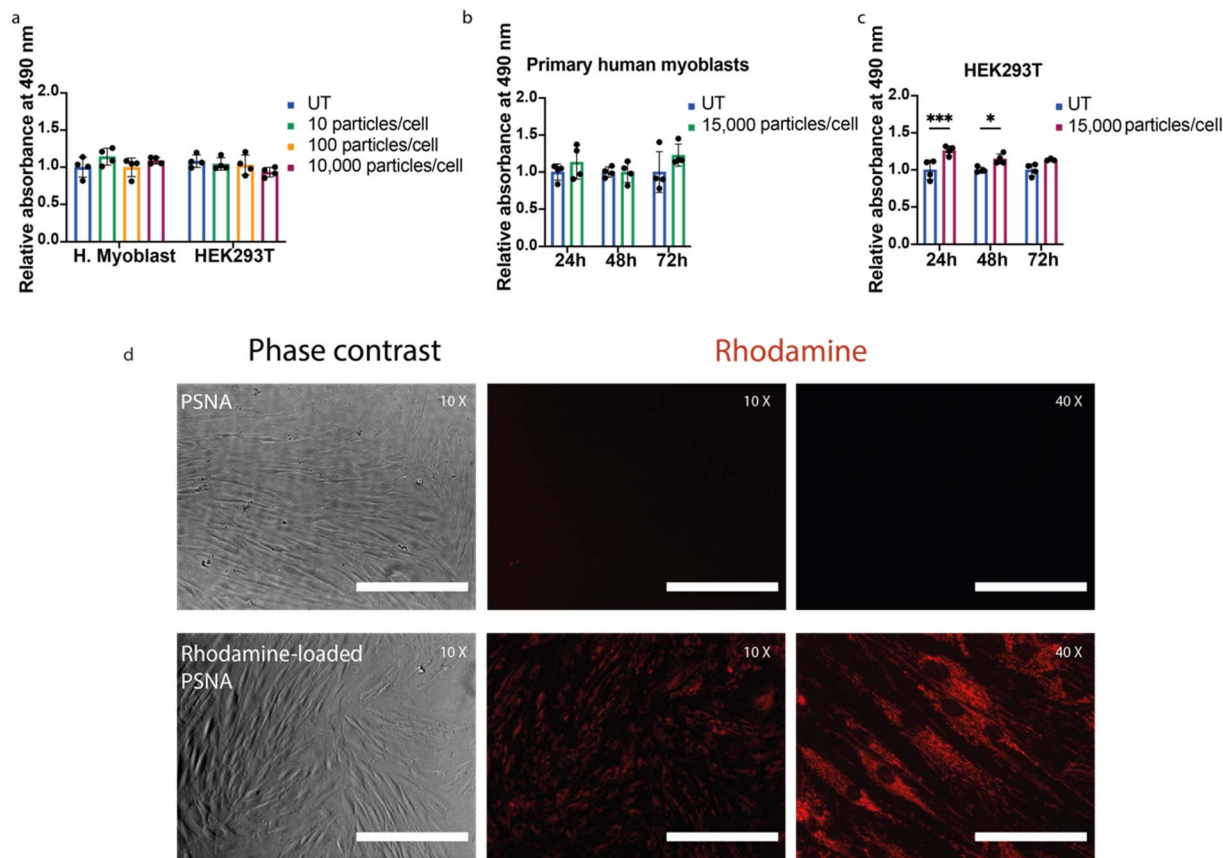 a
Relative absorbance at 490 nm
2.0
1.5
1.0
0.5
0.0
H. Myoblast HEK293T
UT
10 particles/cell
100 particles/cell
10,000 particles/cell
b
Relative absorbance at 490 nm
Primary human myoblasts
2.0
1.5
1.0
0.5
0.0
24h 48h 72h
UT
15,000 particles/cell
c
Relative absorbance at 490 nm
HEK293T
2.0
1.5
1.0
0.5
0.0
*** *
24h 48h 72h
UT
15,000 particles/cell
d
Phase contrast
Rhodamine
PSNA
10 X
10 X
40 X
Rhodamine-loaded
PSNA
10 X
10 X
40 X